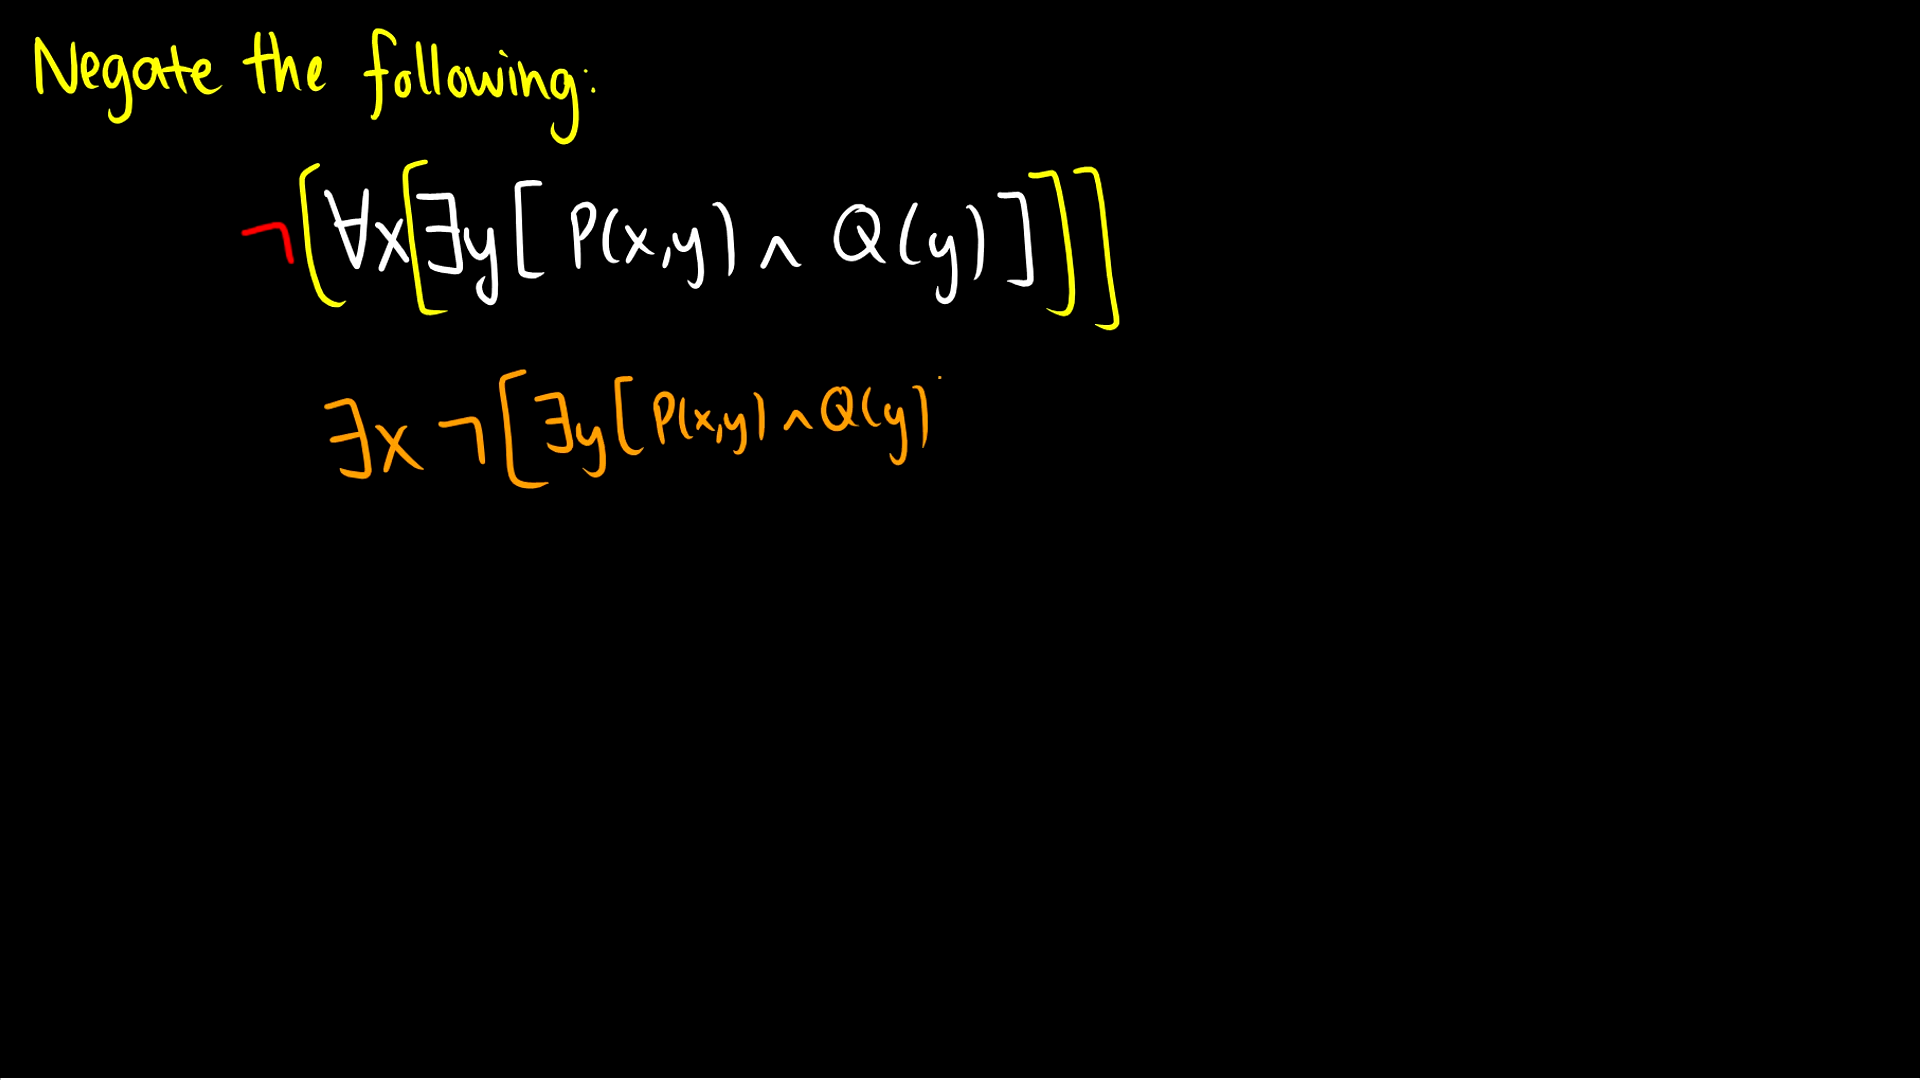 Negate the following:
¬[∀x[∃y[P(x,y) ∧ Q(y)]]]
∃x ¬[∃y[P(x,y) ∧ Q(y)